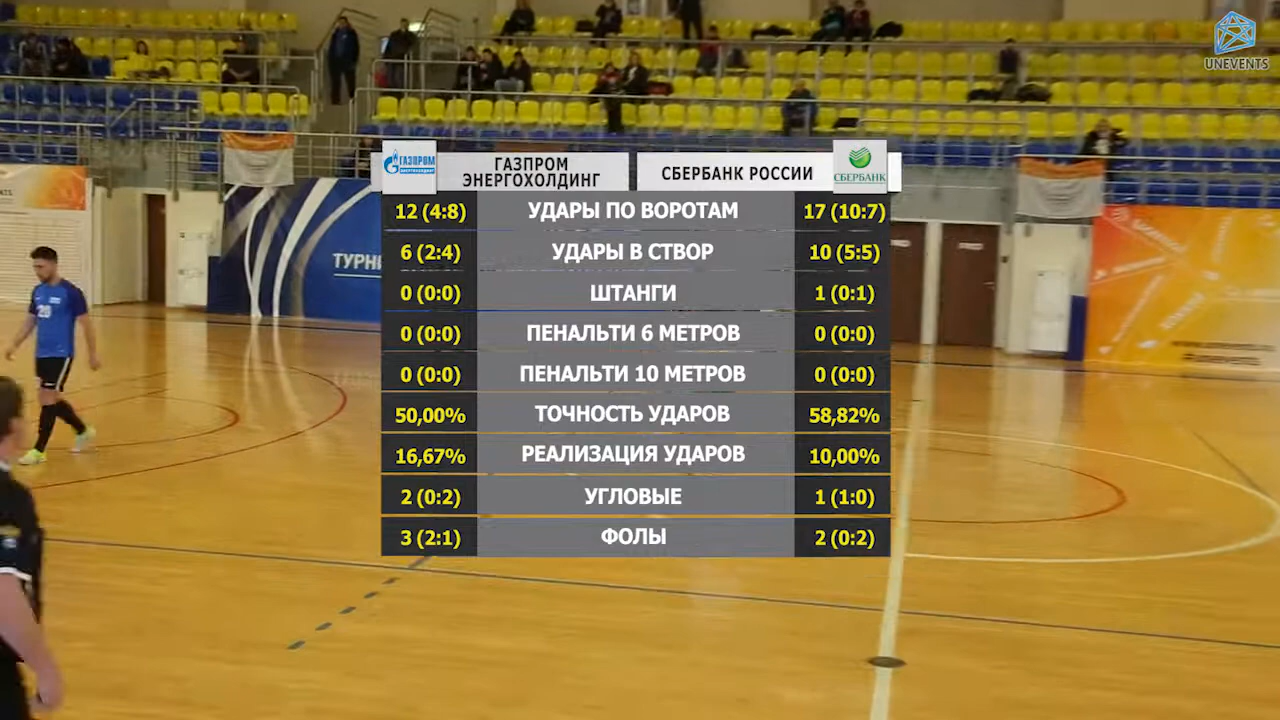 UNEVENTS
ГАЗПРОМ
ЭНЕРГОХОЛДИНГ
ГАЗПРОМ
ЭНЕРГОХОЛДИНГ
СБЕРБАНК РОССИИ
СБЕРБАНК
12 (4:8) УДАРЫ ПО ВОРОТАМ 17 (10:7)
6 (2:4) УДАРЫ В СТВОР 10 (5:5)
0 (0:0) ШТАНГИ 1 (0:1)
0 (0:0) ПЕНАЛЬТИ 6 МЕТРОВ 0 (0:0)
0 (0:0) ПЕНАЛЬТИ 10 МЕТРОВ 0 (0:0)
50,00% ТОЧНОСТЬ УДАРОВ 58,82%
16,67% РЕАЛИЗАЦИЯ УДАРОВ 10,00%
2 (0:2) УГЛОВЫЕ 1 (1:0)
3 (2:1) ФОЛЫ 2 (0:2)
ТУРНИ
20